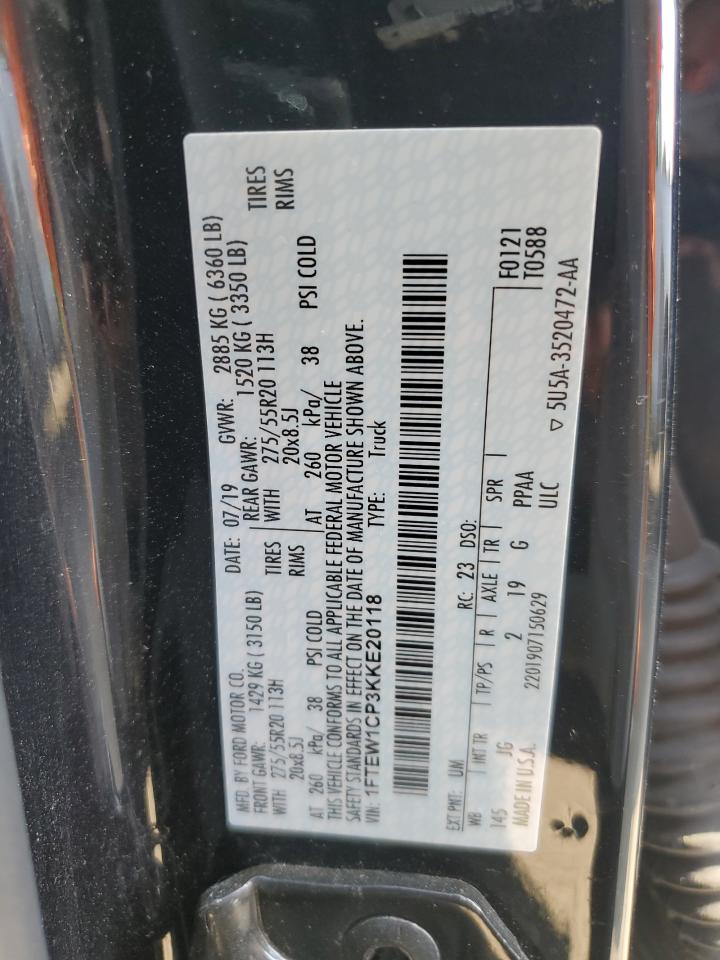 MFD. BY FORD MOTOR CO. DATE: 07/19 GVWR: 2885 KG ( 6360 LB)
FRONT GAWR: 1429 KG ( 3150 LB) REAR GAWR: 1520 KG ( 3350 LB)
WITH 275/55R20 113H TIRES WITH 275/55R20 113H TIRES
20x8.5J RIMS 20x8.5J RIMS
AT 260 kPa/ 38 PSI COLD AT 260 kPa/ 38 PSI COLD
THIS VEHICLE CONFORMS TO ALL APPLICABLE FEDERAL MOTOR VEHICLE
SAFETY STANDARDS IN EFFECT ON THE DATE OF MANUFACTURE SHOWN ABOVE.
VIN: 1FTEW1CP3KKE20118 TYPE: Truck
EXT PNT: UM RC: 23 DSO:
WB INT TR TP/PS R AXLE TR SPR F0121
145 JG 2 19 G PPAA T0588
MADE IN U.S.A. 2201907150629 ULC
▽ 5U5A-3520472-AA